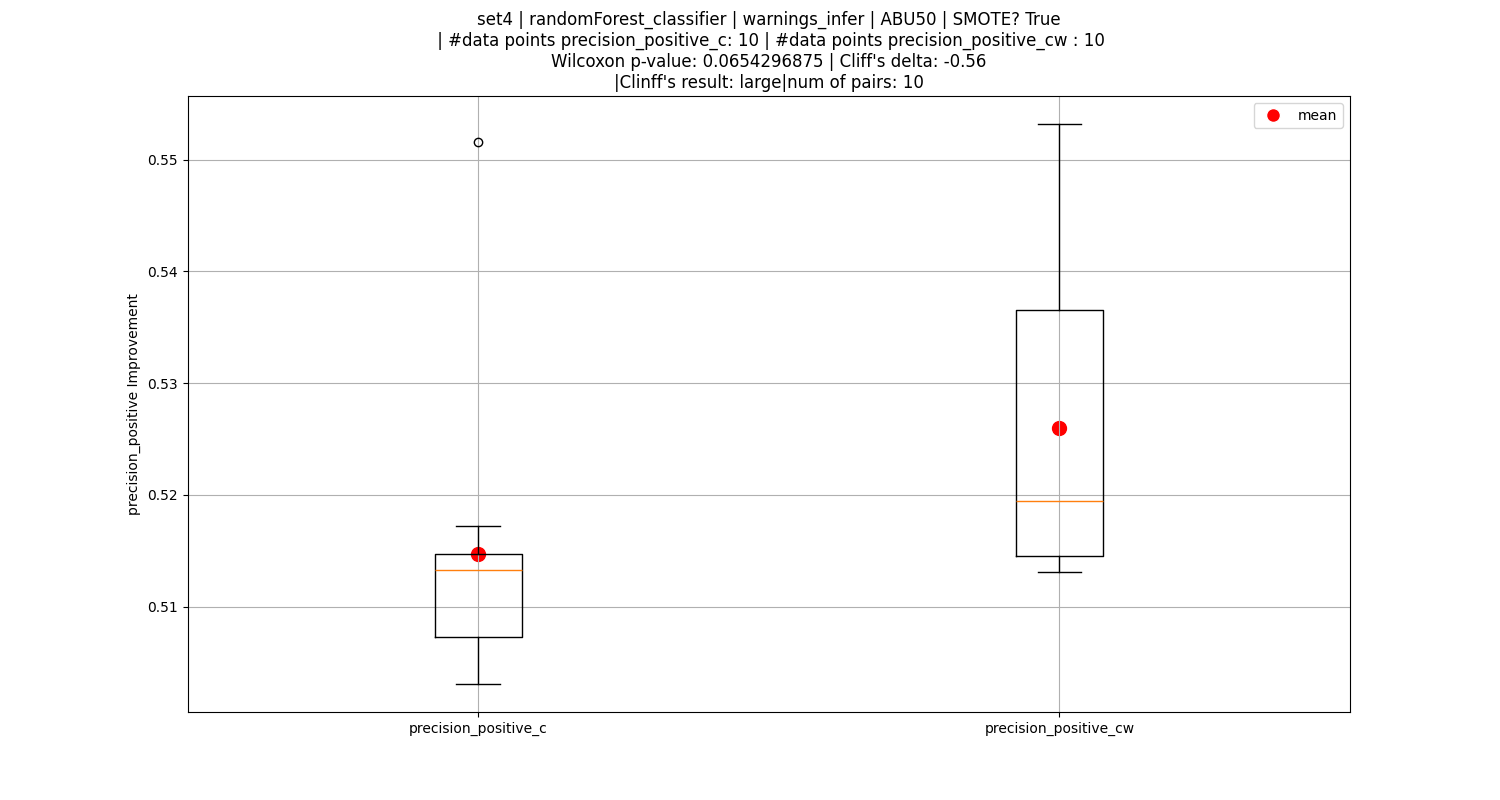 set4 | randomForest_classifier | warnings_infer | ABU50 | SMOTE? True
| #data points precision_positive_c: 10 | #data points precision_positive_cw : 10
Wilcoxon p-value: 0.0654296875 | Cliff's delta: -0.56
|Clinff's result: large|num of pairs: 10
mean
0.55
0.54
0.53
0.52
0.51
precision_positive Improvement
precision_positive_c
precision_positive_cw